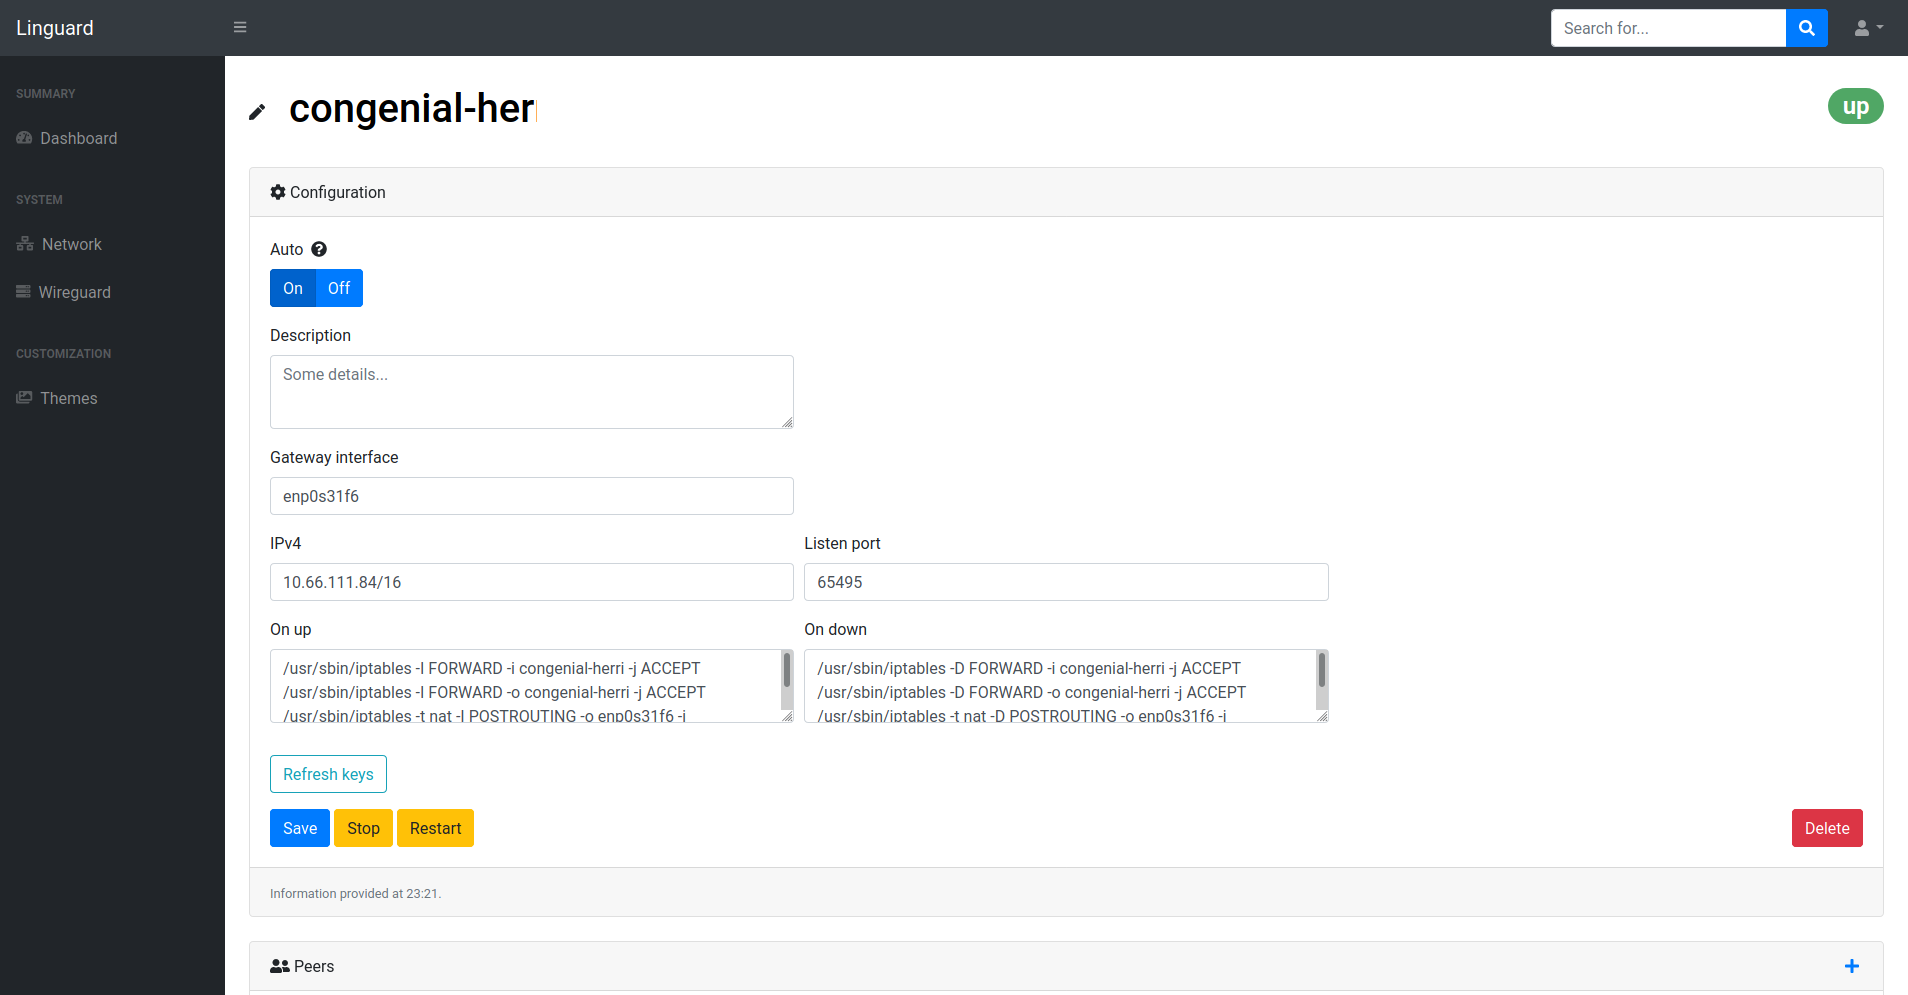 Linguard
Search for...
SUMMARY
Dashboard
SYSTEM
Network
Wireguard
CUSTOMIZATION
Themes
congenial-herr
up
Configuration
Auto
On Off
Description
Some details...
Gateway interface
enp0s31f6
IPv4 Listen port
10.66.111.84/16 65495
On up On down
/usr/sbin/iptables -I FORWARD -i congenial-herri -j ACCEPT
/usr/sbin/iptables -I FORWARD -o congenial-herri -j ACCEPT
/usr/sbin/iptables -t nat -I POSTROUTING -o enp0s31f6 -j
/usr/sbin/iptables -D FORWARD -i congenial-herri -j ACCEPT
/usr/sbin/iptables -D FORWARD -o congenial-herri -j ACCEPT
/usr/sbin/iptables -t nat -D POSTROUTING -o enp0s31f6 -j
Refresh keys
Save Stop Restart Delete
Information provided at 23:21.
Peers